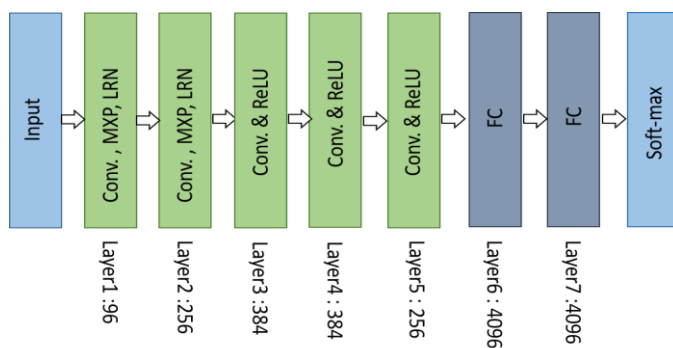 Input
Conv. , MXP, LRN
Conv. , MXP, LRN
Conv. & ReLU
Conv. & ReLU
Conv. & ReLU
FC
FC
Soft-max
Layer1 :96
Layer2 :256
Layer3 :384
Layer4 : 384
Layer5 : 256
Layer6 : 4096
Layer7 :4096